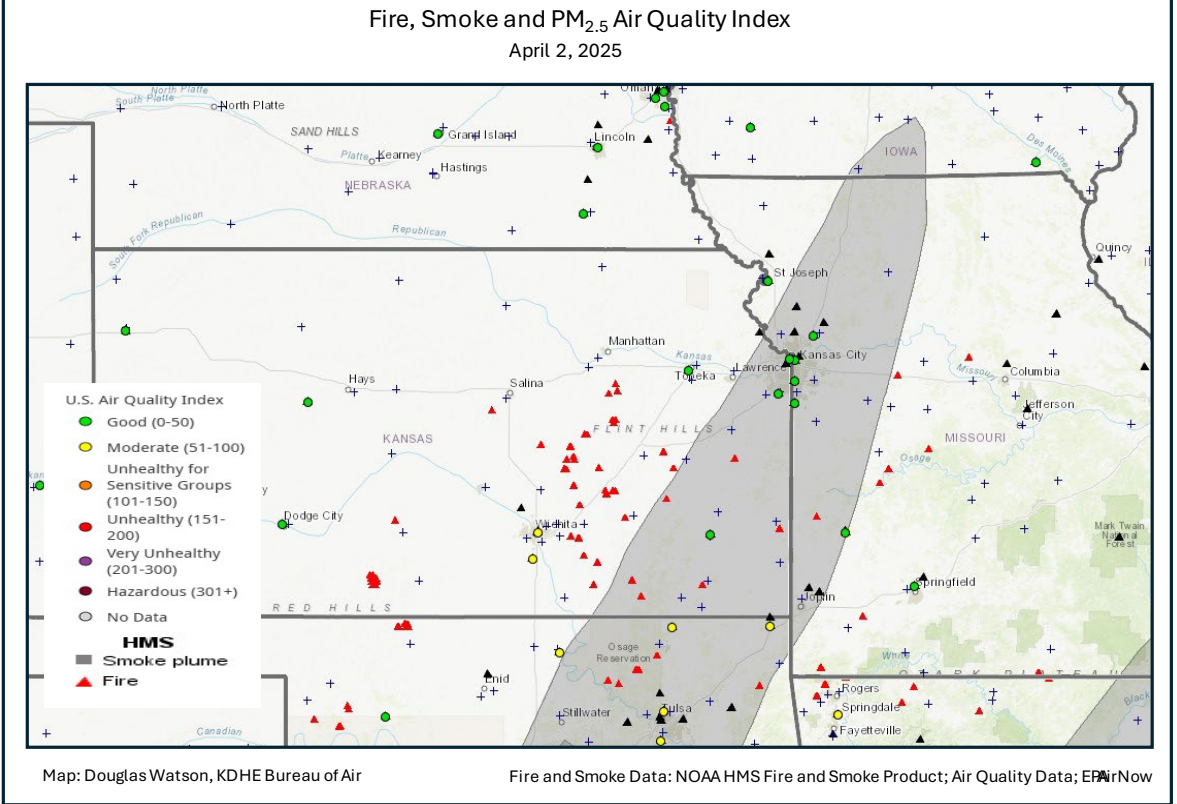 Fire, Smoke and PM2.5 Air Quality Index
April 2, 2025
North Platte
South Platte
North Platte
SAND HILLS
Grand Island
Lincoln
Platte
Kearney
Hastings
NEBRASKA
IOWA
Des Moines
South Fork Republican
Republican
Quincy
St Joseph
Manhattan
Kansas
Topeka
Lawrence
Kansas City
Missouri
Columbia
Hays
Salina
Jefferson
City
FLINT HILLS
KANSAS
MISSOURI
Osage
U.S. Air Quality Index
Good (0-50)
Moderate (51-100)
Unhealthy for
Sensitive Groups
(101-150)
Unhealthy (151-
200)
Very Unhealthy
(201-300)
Hazardous (301+)
No Data
HMS
Smoke plume
Fire
Dodge City
Wichita
Mark Twain
National
Forest
Springfield
Joplin
RED HILLS
Osage
Reservation
White
OZARK PLATEAU
Enid
Rogers
Black
Stillwater
Tulsa
Springdale
Fayetteville
Canadian
Map: Douglas Watson, KDHE Bureau of Air
Fire and Smoke Data: NOAA HMS Fire and Smoke Product; Air Quality Data; EPA AirNow